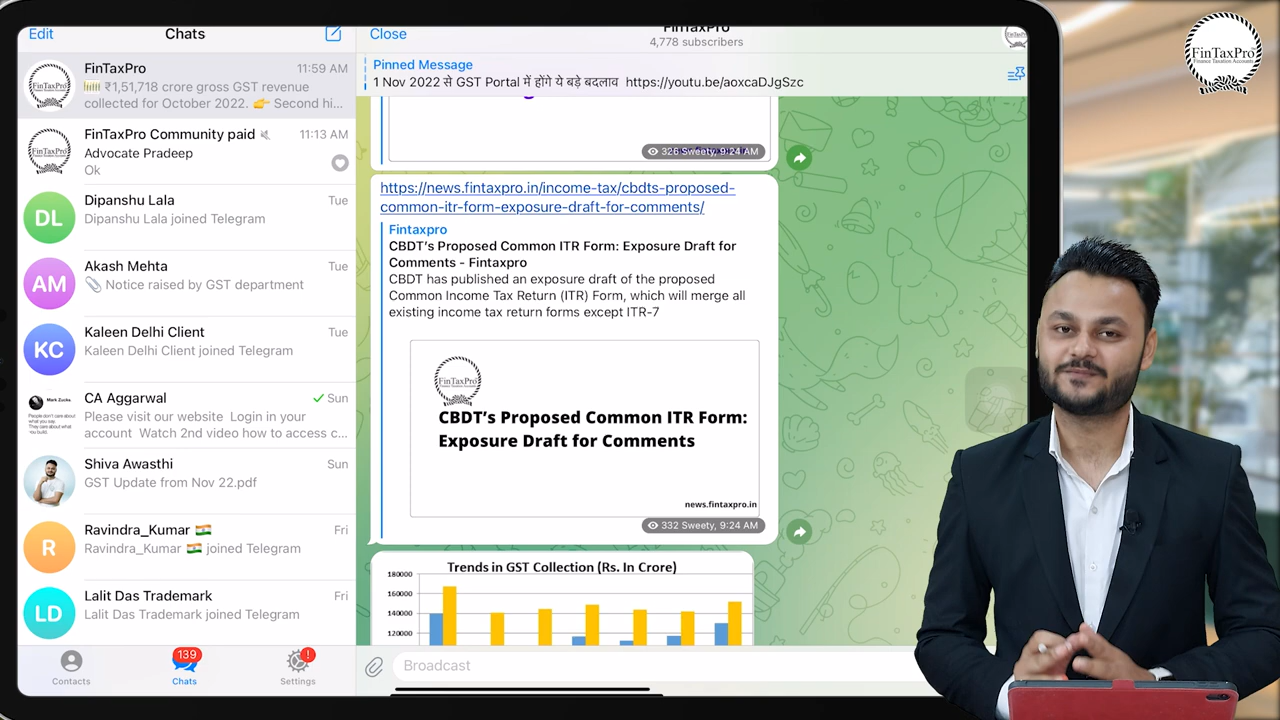 Edit
Chats
FinTaxPro
11:59 AM
₹1,51,718 crore gross GST revenue
collected for October 2022. 👉 Second hi...
FinTaxPro Community paid
11:13 AM
Advocate Pradeep
Ok
DL
Dipanshu Lala
Tue
Dipanshu Lala joined Telegram
AM
Akash Mehta
Tue
Notice raised by GST department
KC
Kaleen Delhi Client
Tue
Kaleen Delhi Client joined Telegram
CA Aggarwal
Sun
Please visit our website Login in your
account Watch 2nd video how to access c...
Shiva Awasthi
Sun
GST Update from Nov 22.pdf
R
Ravindra_Kumar 🇮🇳
Fri
Ravindra_Kumar 🇮🇳 joined Telegram
LD
Lalit Das Trademark
Fri
Lalit Das Trademark joined Telegram
Contacts
139
Chats
!
Settings
Close
FinTaxPro
4,778 subscribers
Pinned Message
1 Nov 2022 से GST Portal में होंगे ये बड़े बदलाव https://youtu.be/aoxcaDJgSzc
326 Sweety, 9:24 AM
https://news.fintaxpro.in/income-tax/cbdts-proposed-
common-itr-form-exposure-draft-for-comments/
Fintaxpro
CBDT's Proposed Common ITR Form: Exposure Draft for
Comments - Fintaxpro
CBDT has published an exposure draft of the proposed
Common Income Tax Return (ITR) Form, which will merge all
existing income tax return forms except ITR-7
FinTaxPro
CBDT's Proposed Common ITR Form:
Exposure Draft for Comments
news.fintaxpro.in
332 Sweety, 9:24 AM
Trends in GST Collection (Rs. In Crore)
180000
160000
140000
120000
Broadcast
FinTaxPro
Finance Taxation Accounts